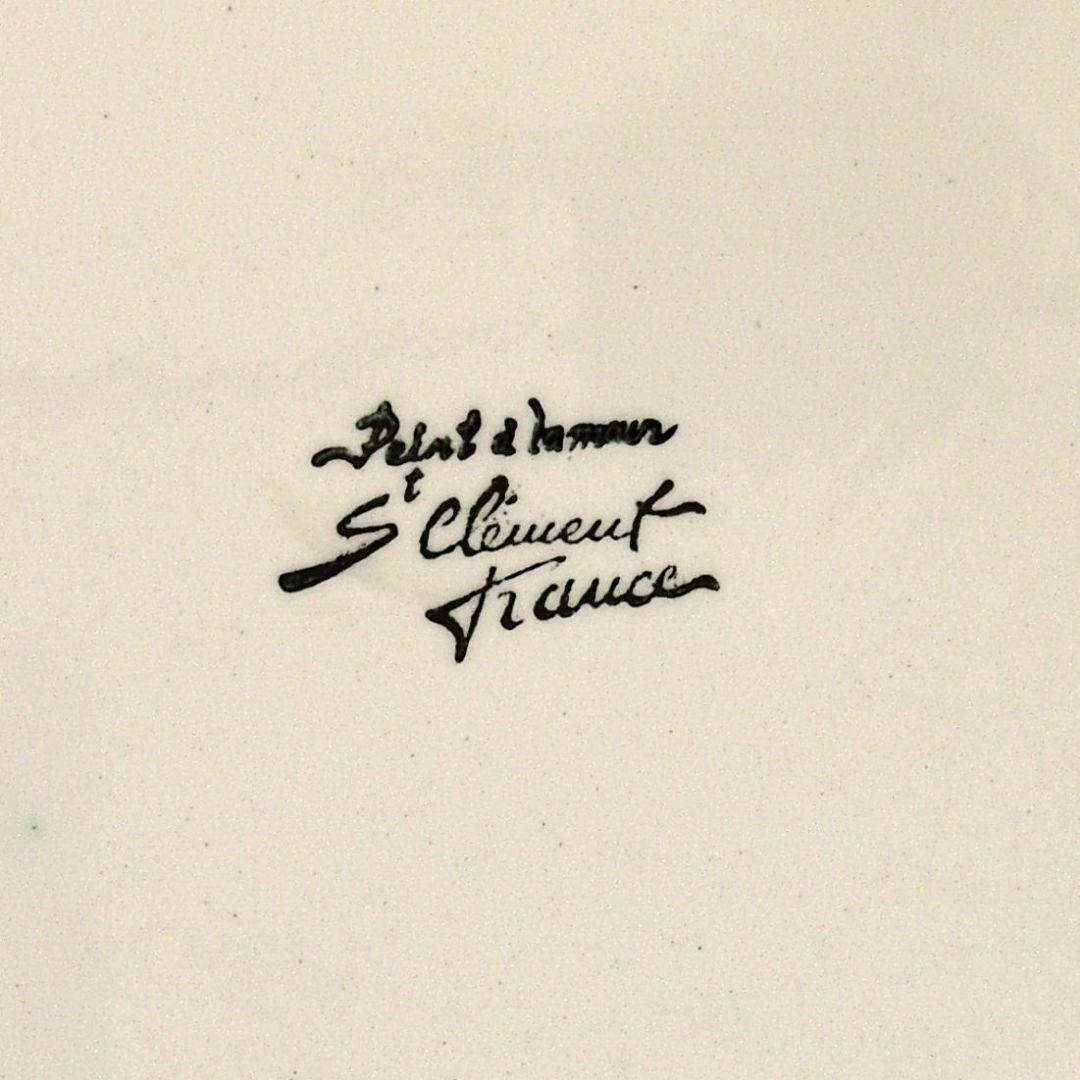 Peint à la main
St Clément
France